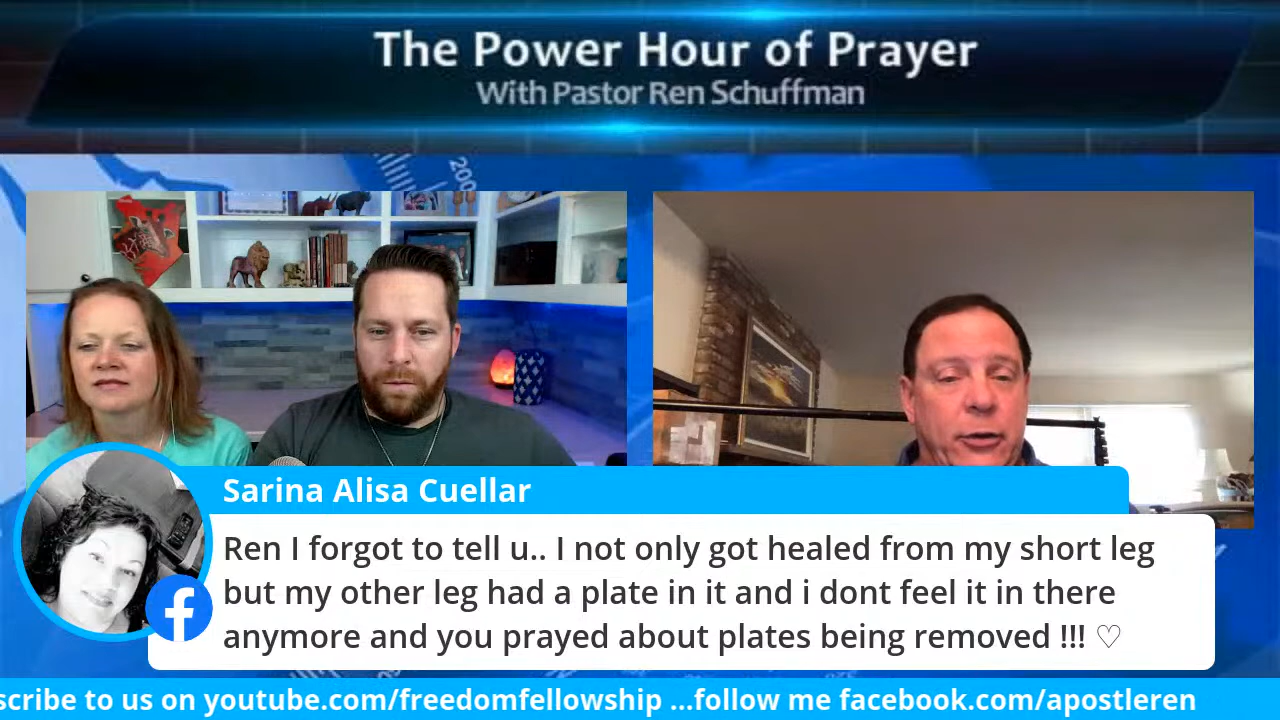 The Power Hour of Prayer
With Pastor Ren Schuffman
200
Sarina Alisa Cuellar
Ren I forgot to tell u.. I not only got healed from my short leg
but my other leg had a plate in it and i dont feel it in there
anymore and you prayed about plates being removed !!! ♡
scribe to us on youtube.com/freedomfellowship ...follow me facebook.com/apostleren